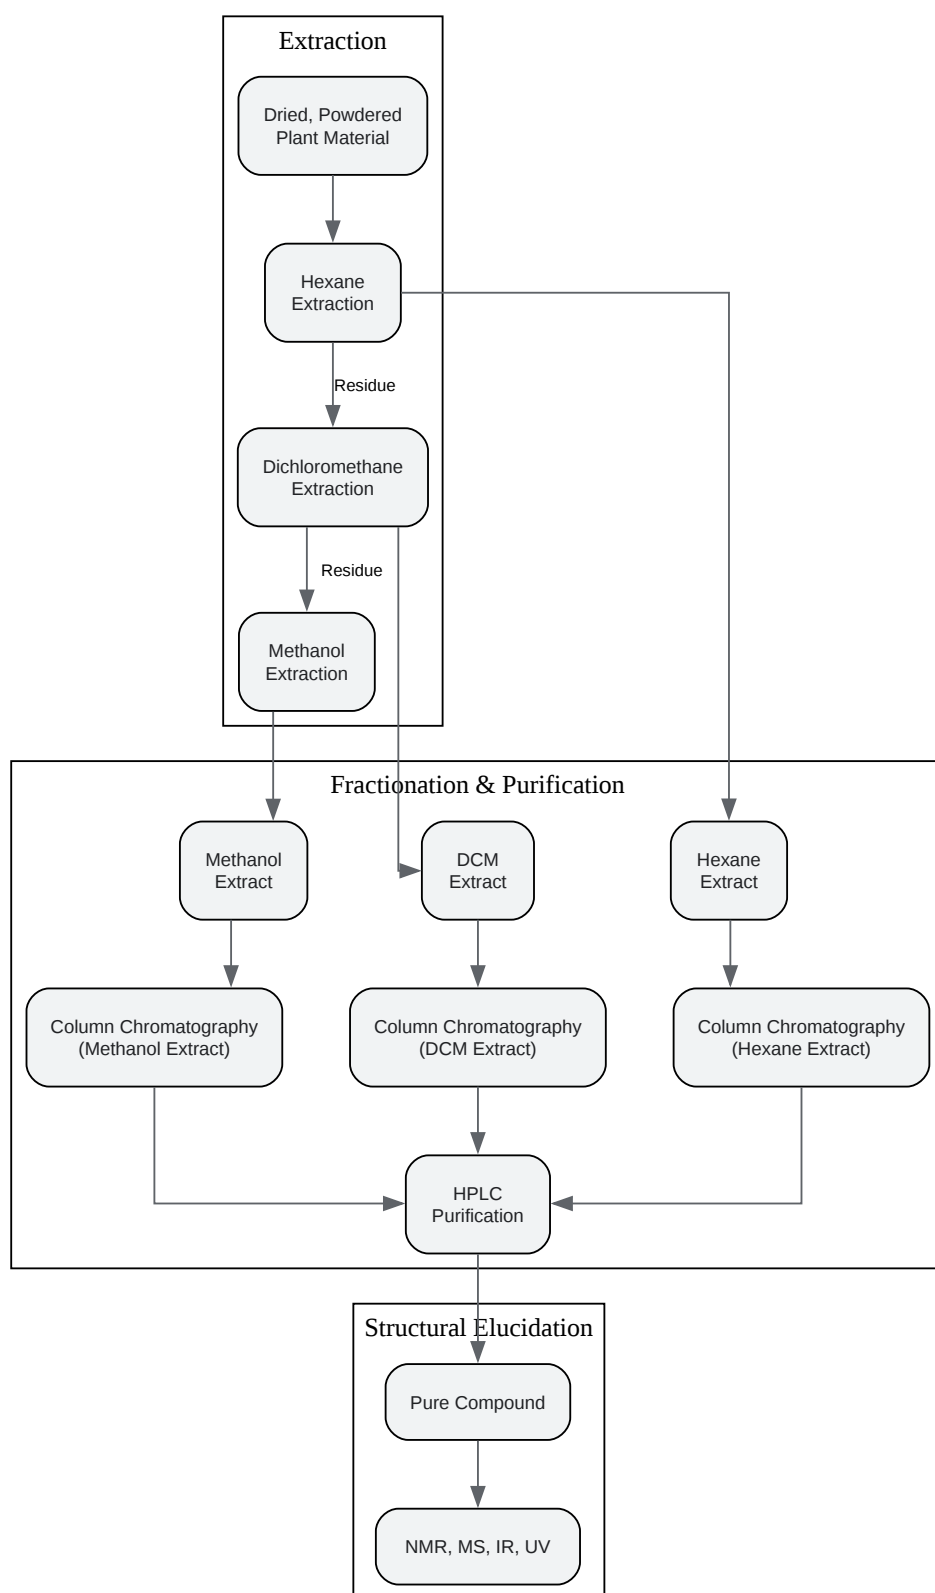 Extraction
Dried, Powdered
Plant Material
Hexane
Extraction
Residue
Dichloromethane
Extraction
Residue
Methanol
Extraction
Fractionation & Purification
Methanol
Extract
DCM
Extract
Hexane
Extract
Column Chromatography
(Methanol Extract)
Column Chromatography
(DCM Extract)
Column Chromatography
(Hexane Extract)
HPLC
Purification
Structural Elucidation
Pure Compound
NMR, MS, IR, UV